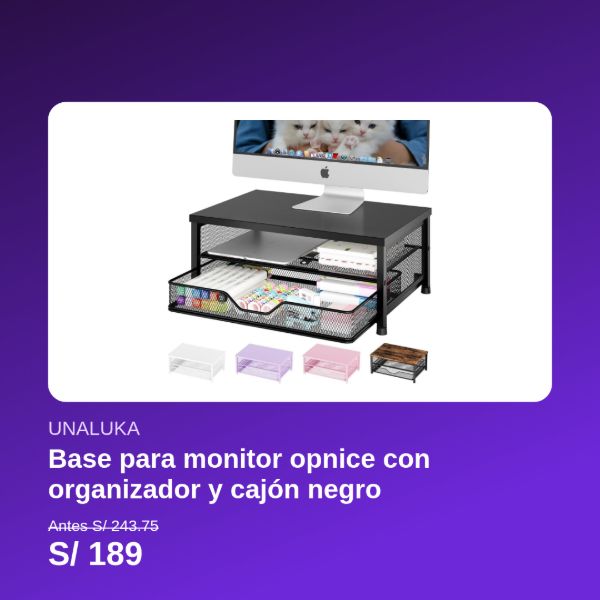 UNALUKA
Base para monitor opnice con
organizador y cajón negro
Antes S/ 243.75
S/ 189